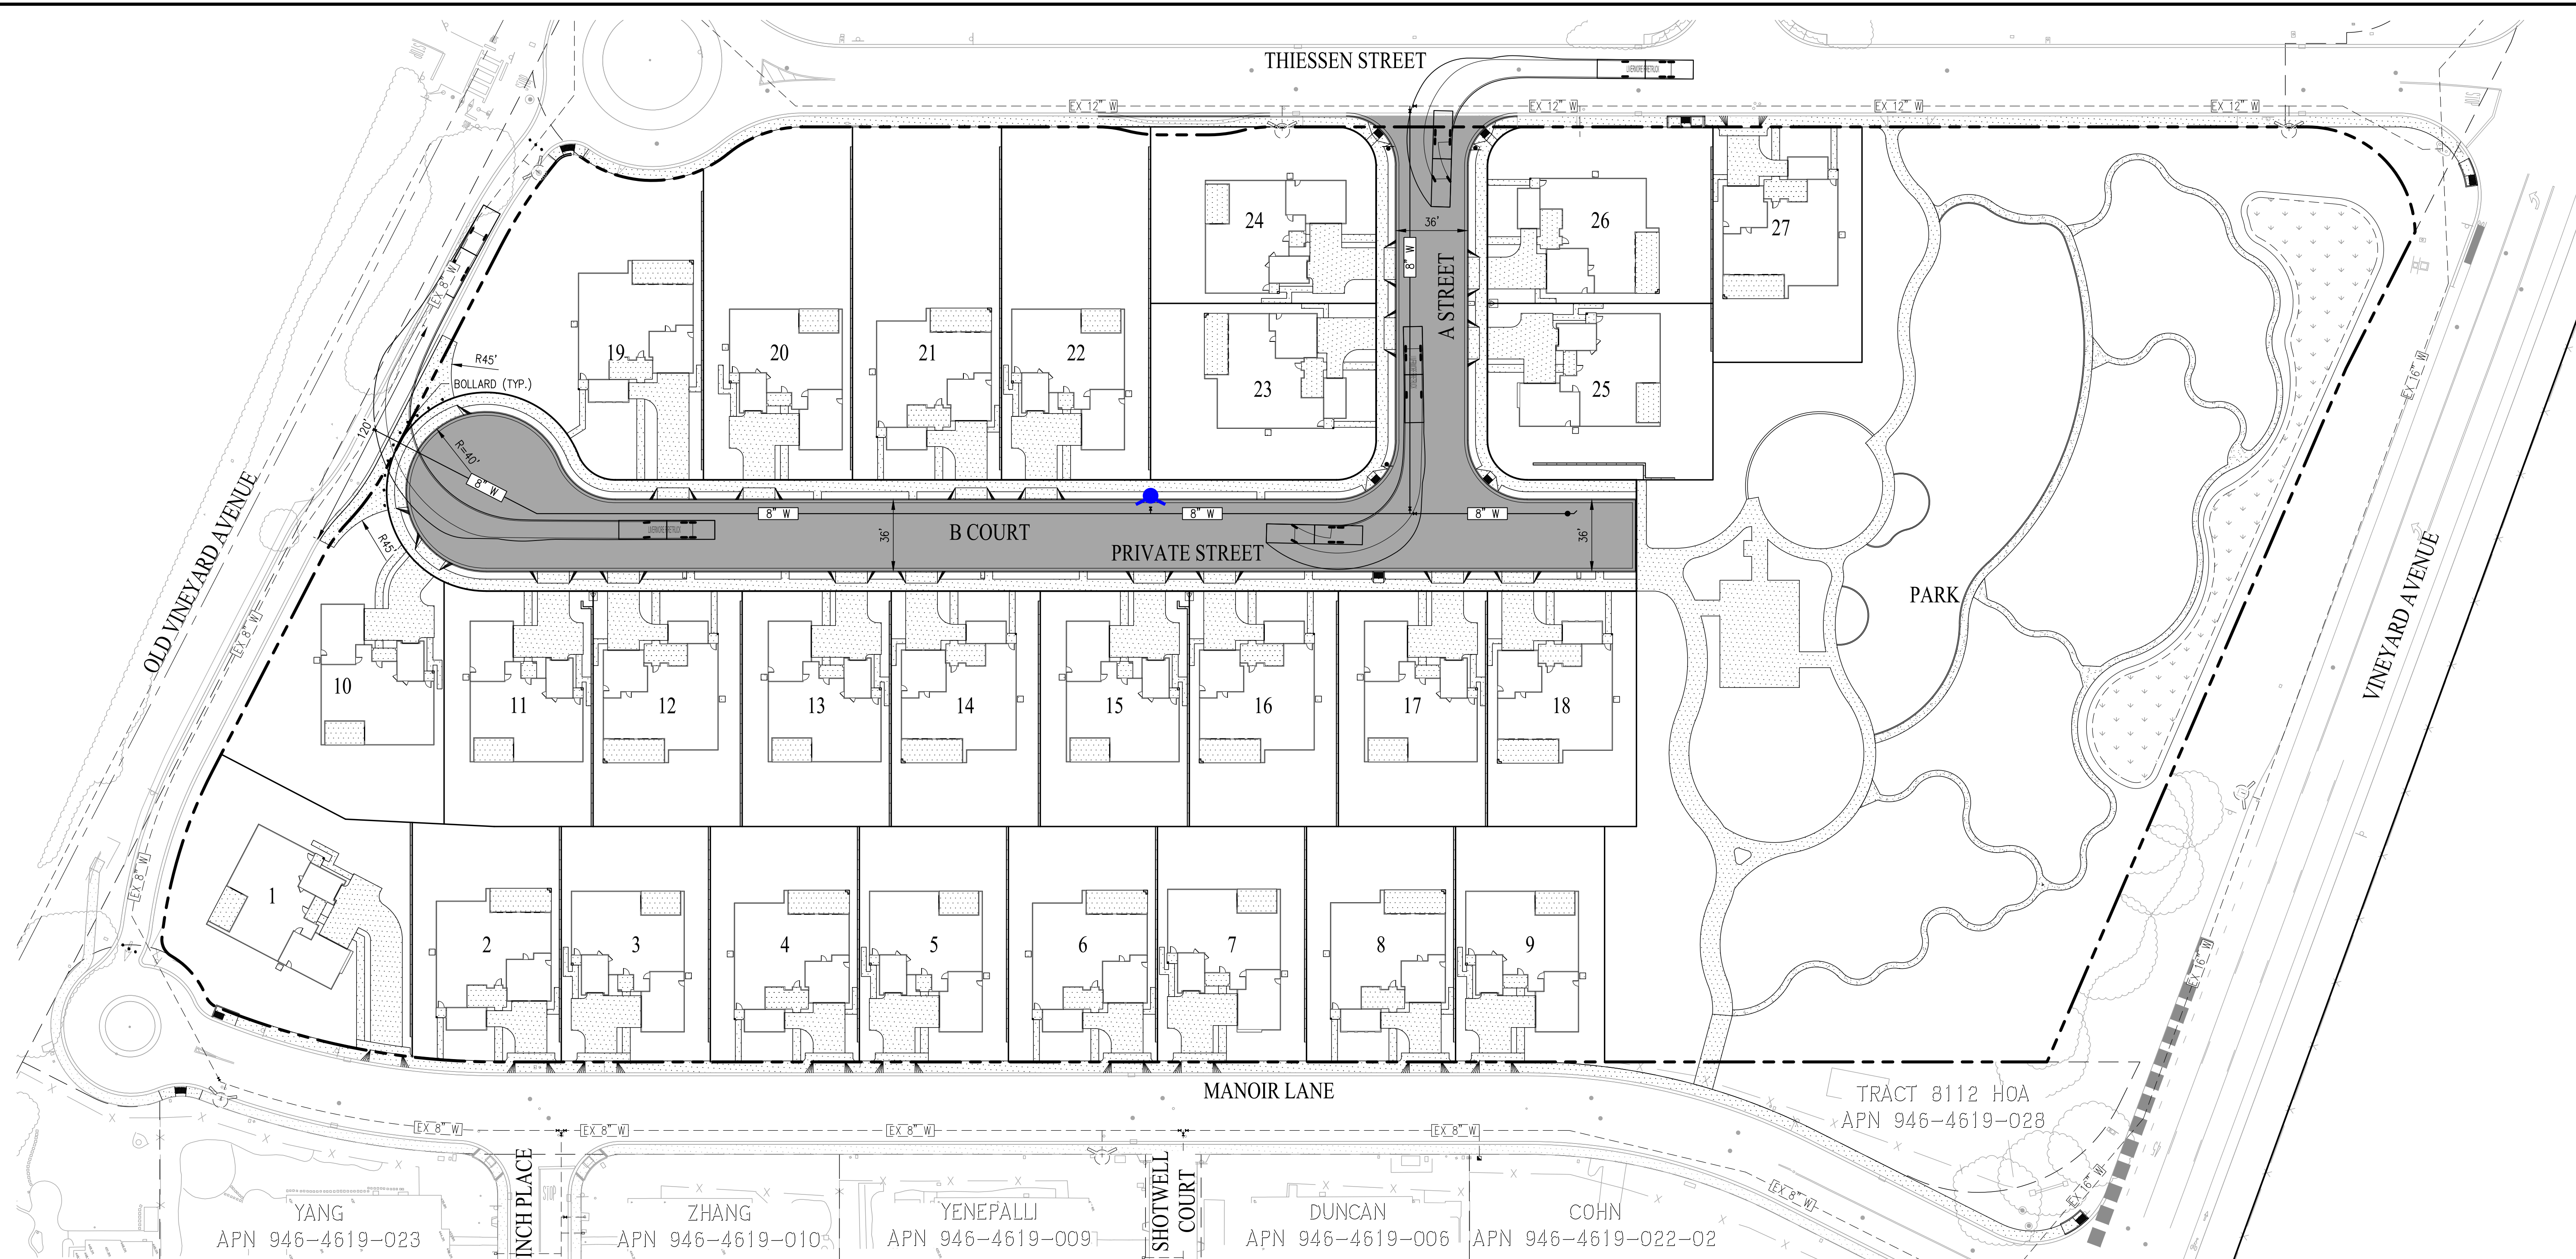 THIESSEN STREET
LIVERMORE FIRETRUCK
EX 12" W
EX 12" W
EX 12" W
EX 12" W
24
26
27
36'
8" W
A STREET
EX 8" W
19
20
21
22
23
25
R45'
BOLLARD (TYP.)
120'
R=40'
8" W
EX 16" W
OLD VINEYARD AVENUE
8" W
8" W
8" W
LIVERMORE FIRETRUCK
B COURT
36'
36'
PRIVATE STREET
R45'
PARK
VINEYARD AVENUE
EX 8" W
10
11
12
13
14
15
16
17
18
EX 8" W
1
2
3
4
5
6
7
8
9
EX 16" W
MANOIR LANE
TRACT 8112 HOA
APN 946-4619-028
EX 8" W
EX 8" W
EX 8" W
EX 8" W
EX 8" W
EX 16" W
INCH PLACE
STOP
SHOTWELL
COURT
YANG
APN 946-4619-023
ZHANG
APN 946-4619-010
YENEPALLI
APN 946-4619-009
DUNCAN
APN 946-4619-006
COHN
APN 946-4619-022-02